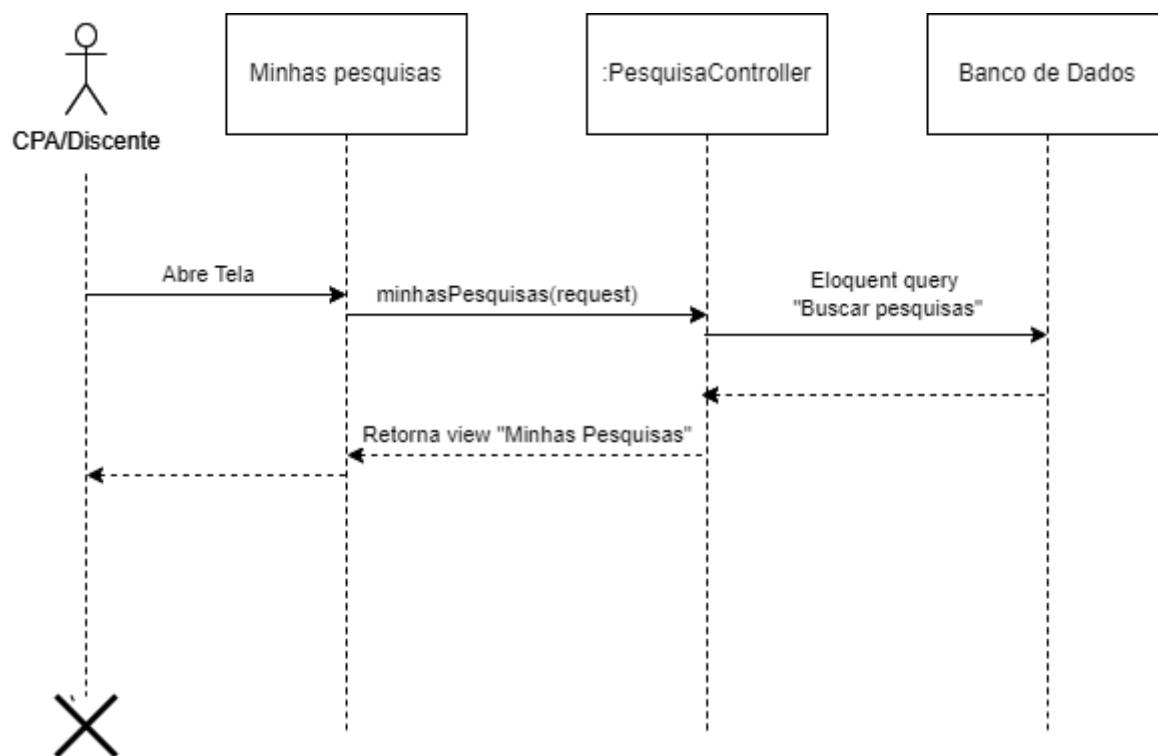 Minhas pesquisas
:PesquisaController
Banco de Dados
CPA/Discente
Abre Tela
minhasPesquisas(request)
Eloquent query
"Buscar pesquisas"
Retorna view "Minhas Pesquisas"